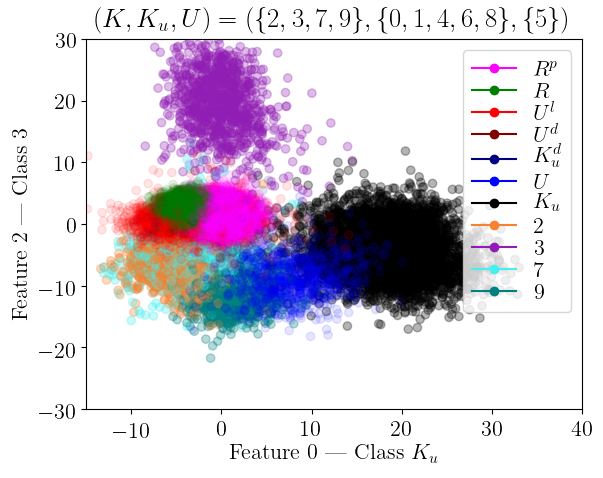 (K, K_u, U) = ({2, 3, 7, 9}, {0, 1, 4, 6, 8}, {5})
30
20
10
0
−10
−20
−30
Feature 2 — Class 3
R^p
R
U^l
U^d
K_u^d
U
K_u
2
3
7
9
−10
0
10
20
30
40
Feature 0 — Class K_u